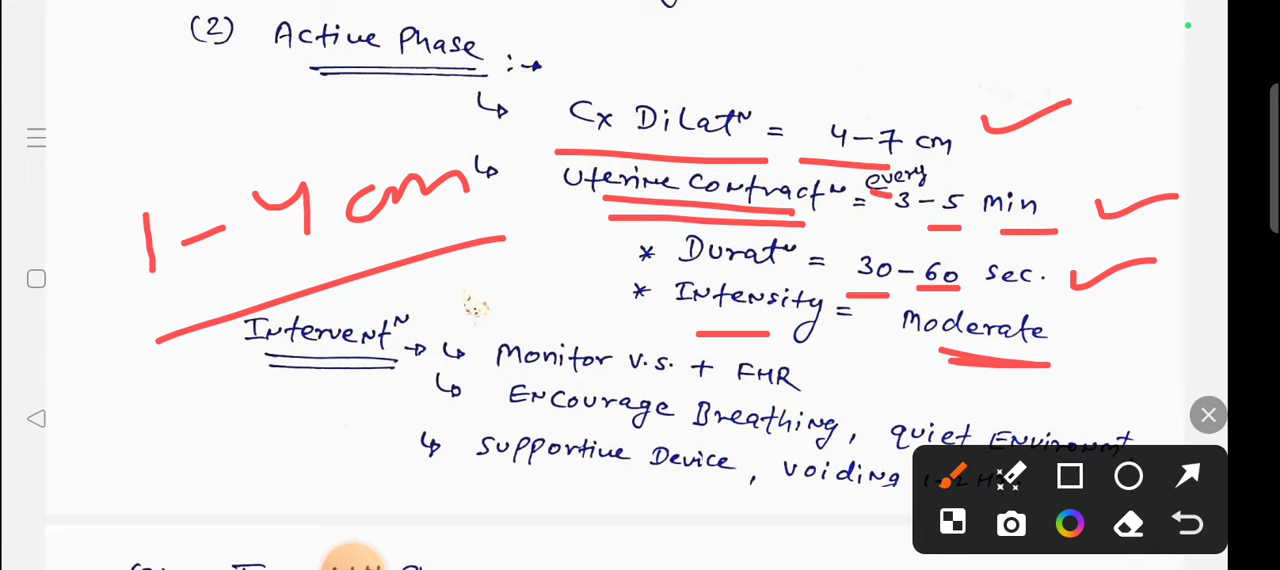 (2) Active Phase :→
↳ Cx Dilatⁿ = 4-7 cm
↳ Uterine Contractⁿ = every 3-5 min
1-4 cm
* Duratⁿ = 30-60 sec.
* Intensity = Moderate
Interventⁿ → ↳ Monitor V.S. + FHR
↳ Encourage Breathing, quiet
↳ supportive Device, voiding